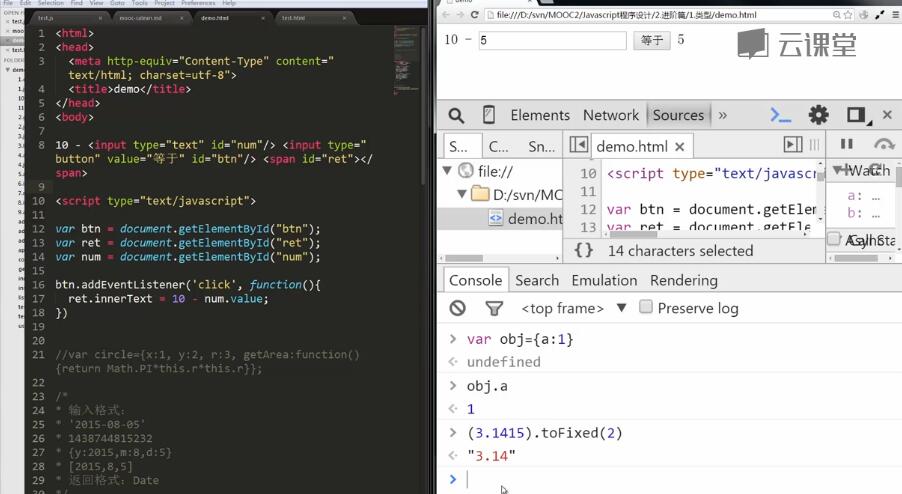 File Edit Selection Find View Goto Tools Project Preferences Help
test.js
mooc-lutean.md
demo.html
test.html
1 <html>
2 <head>
3 <meta http-equiv="Content-Type" content="
text/html; charset=utf-8">
4 <title>demo</title>
5 </head>
6 <body>
7
8 10 - <input type="text" id="num"/> <input type="
button" value="等于" id="btn"/> <span id="ret"></
span>
9
10 <script type="text/javascript">
11
12 var btn = document.getElementById("btn");
13 var ret = document.getElementById("ret");
14 var num = document.getElementById("num");
15
16 btn.addEventListener('click', function(){
17 ret.innerText = 10 - num.value;
18 })
19
20
21 //var circle={x:1, y:2, r:3, getArea:function()
{return Math.PI*this.r*this.r}};
22
23 /*
24 * 输入格式：
25 * '2015-08-05'
26 * 1438744815232
27 * {y:2015,m:8,d:5}
28 * [2015,8,5]
29 * 返回格式：Date
30 */
demo
file:///D:/svn/MOOC2/Javascript程序设计/2.进阶篇/1.类型/demo.html
10 - 5 等于 5
云课堂
Elements Network Sources »
S... C... Sn...
demo.html ×
file://
D:/svn/MO
demo.ht
10 <script type="text/javascr
11
12 var btn = document.getElem
13 var ret = document.getElem
{} 14 characters selected
Watch
a: ...
b: ...
Console Search Emulation Rendering
<top frame> ▼ Preserve log
> var obj={a:1}
undefined
> obj.a
1
> (3.1415).toFixed(2)
"3.14"
>